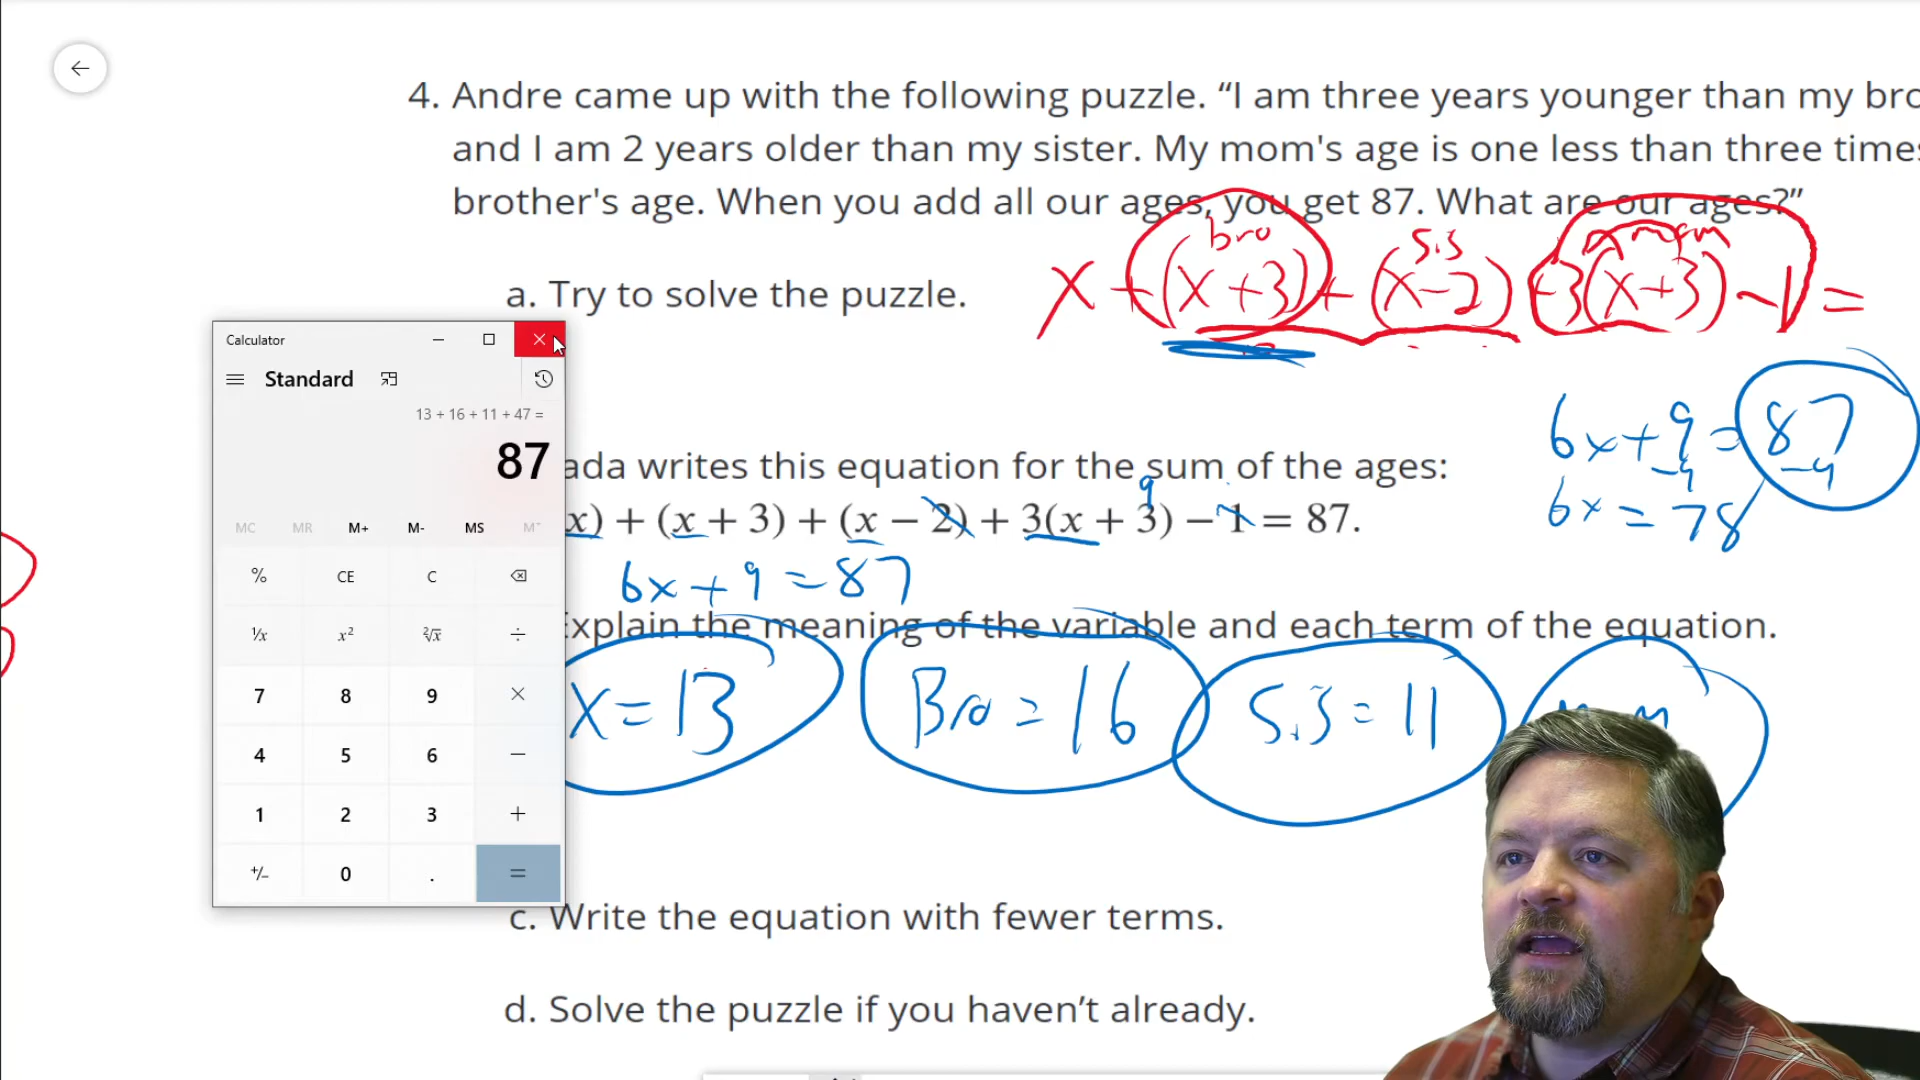 4. Andre came up with the following puzzle. “I am three years younger than my bro
and I am 2 years older than my sister. My mom's age is one less than three times
brother's age. When you add all our ages, you get 87. What are our ages?”
bro sis mom
a. Try to solve the puzzle.
x + (x+3) + (x-2) +3(x+3) -1 =
Calculator
Standard
13 + 16 + 11 + 47 =
87
6x+9 = 87
-9 -9
6x = 78
ada writes this equation for the sum of the ages:
9
x) + (x + 3) + (x − 2) + 3(x + 3) − 1 = 87.
6x+9 = 87
Explain the meaning of the variable and each term of the equation.
x = 13 Bro = 16 Sis = 11
MC MR M+ M- MS M˅
% CE C
¹/x x² ²√x ÷
7 8 9 ×
4 5 6 −
1 2 3 +
+/− 0 . =
c. Write the equation with fewer terms.
d. Solve the puzzle if you haven’t already.